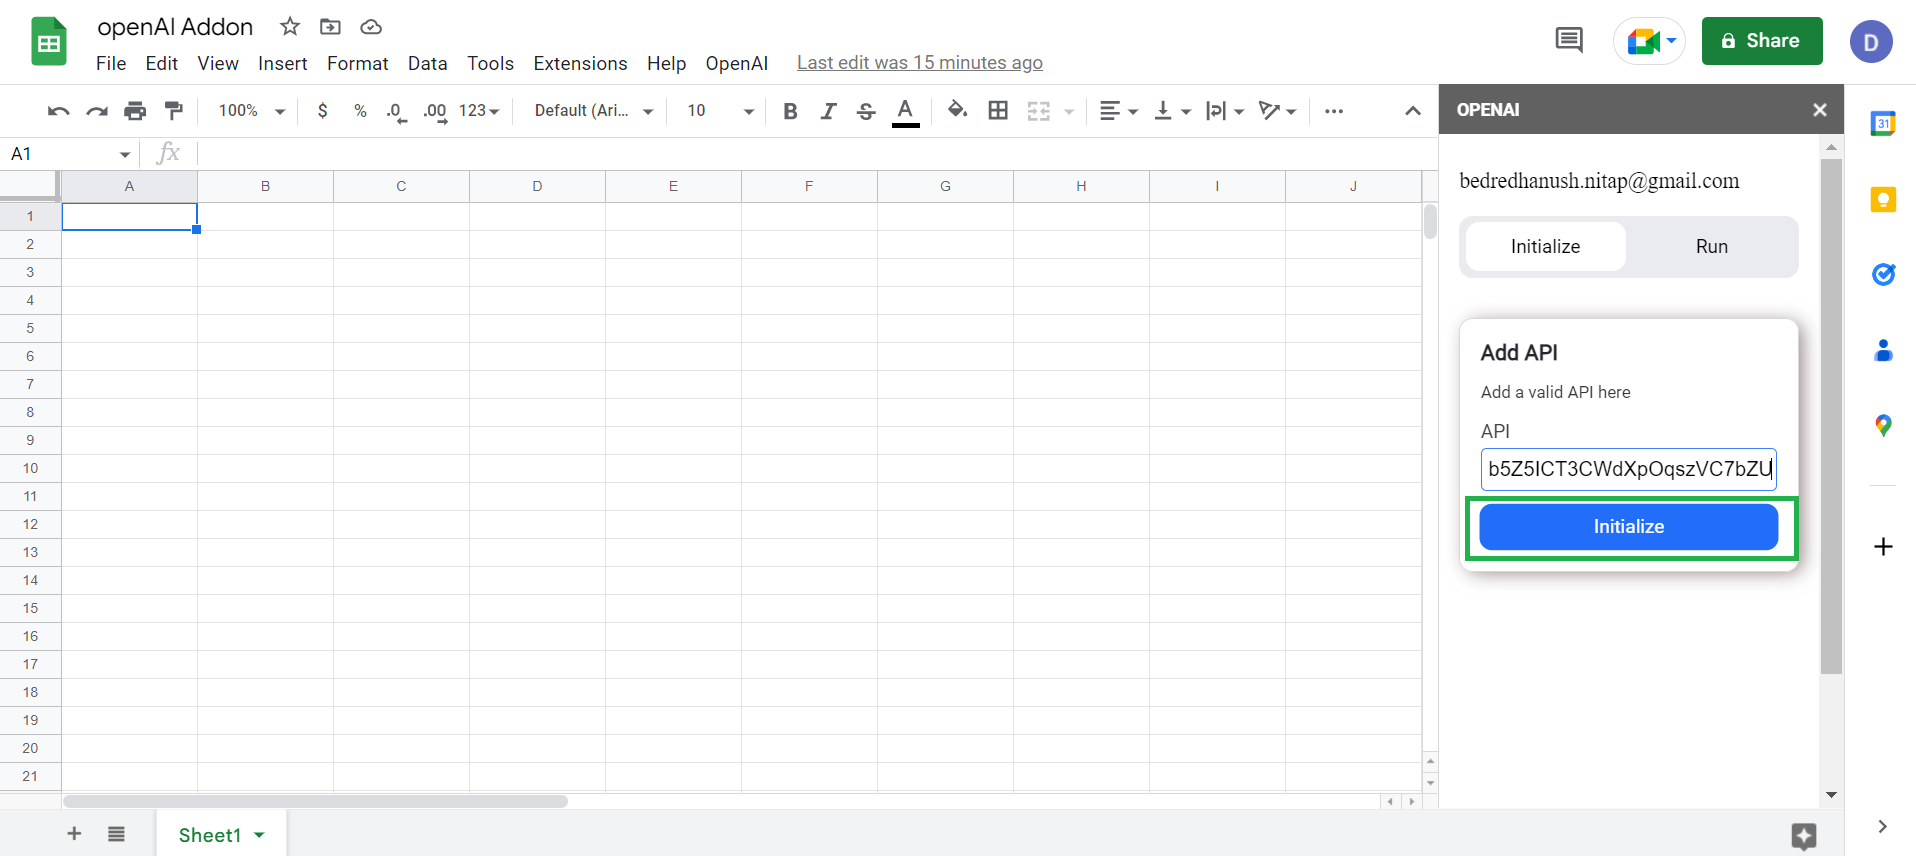 openAI Addon
File Edit View Insert Format Data Tools Extensions Help OpenAI Last edit was 15 minutes ago
Share
D
100% $ % .0 .00 123 Default (Ari... 10 B I S A
A1 fx
A B C D E F G H I J
1
2
3
4
5
6
7
8
9
10
11
12
13
14
15
16
17
18
19
20
21
Sheet1
OPENAI
bedredhanush.nitap@gmail.com
Initialize Run
Add API
Add a valid API here
API
b5Z5ICT3CWdXpOqszVC7bZU
Initialize
31